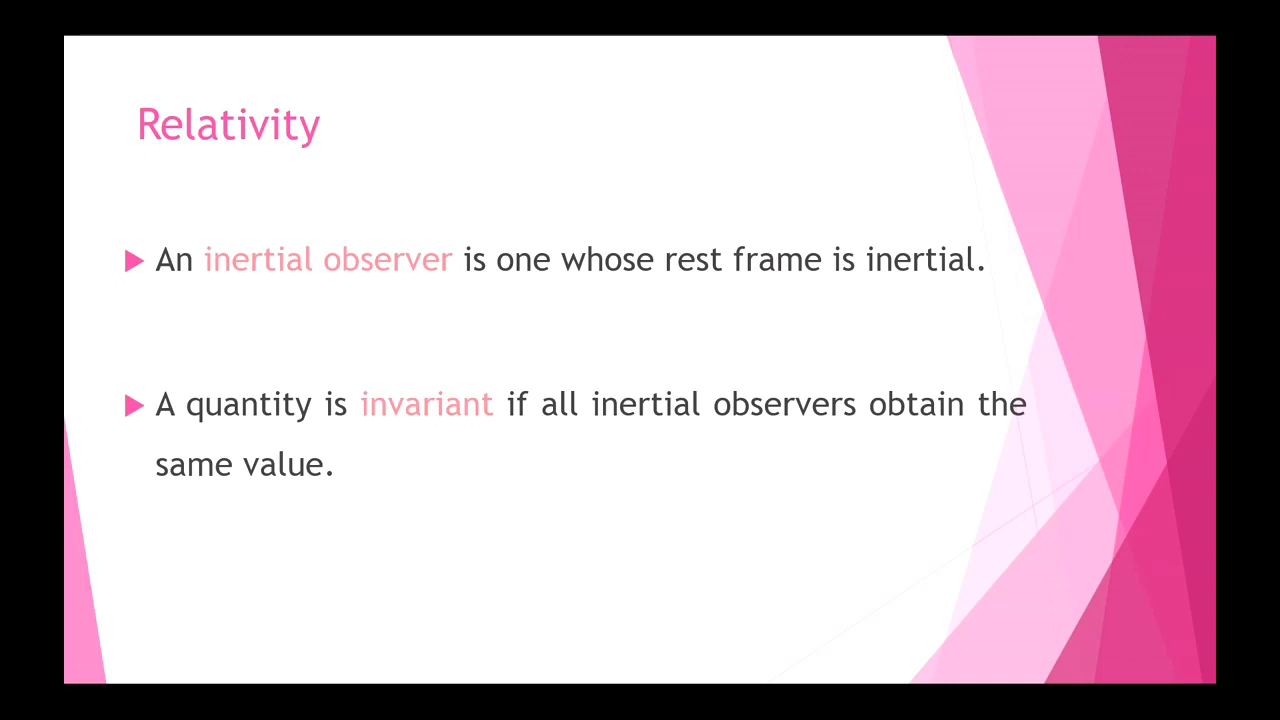 Relativity
An inertial observer is one whose rest frame is inertial.
A quantity is invariant if all inertial observers obtain the
same value.